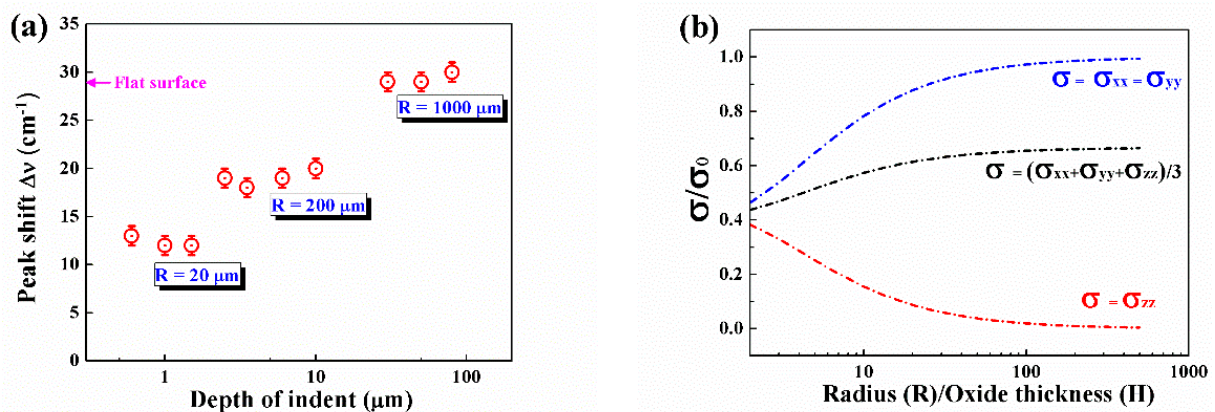 (a)
35
30
25
20
15
10
5
0
Peak shift Δν (cm⁻¹)
Flat surface
R = 1000 μm
R = 200 μm
R = 20 μm
1
10
100
Depth of indent (μm)
(b)
1.0
0.8
0.6
0.4
0.2
0.0
σ/σ₀
σ = σxx = σyy
σ = (σxx+σyy+σzz)/3
σ = σzz
10
100
1000
Radius (R)/Oxide thickness (H)